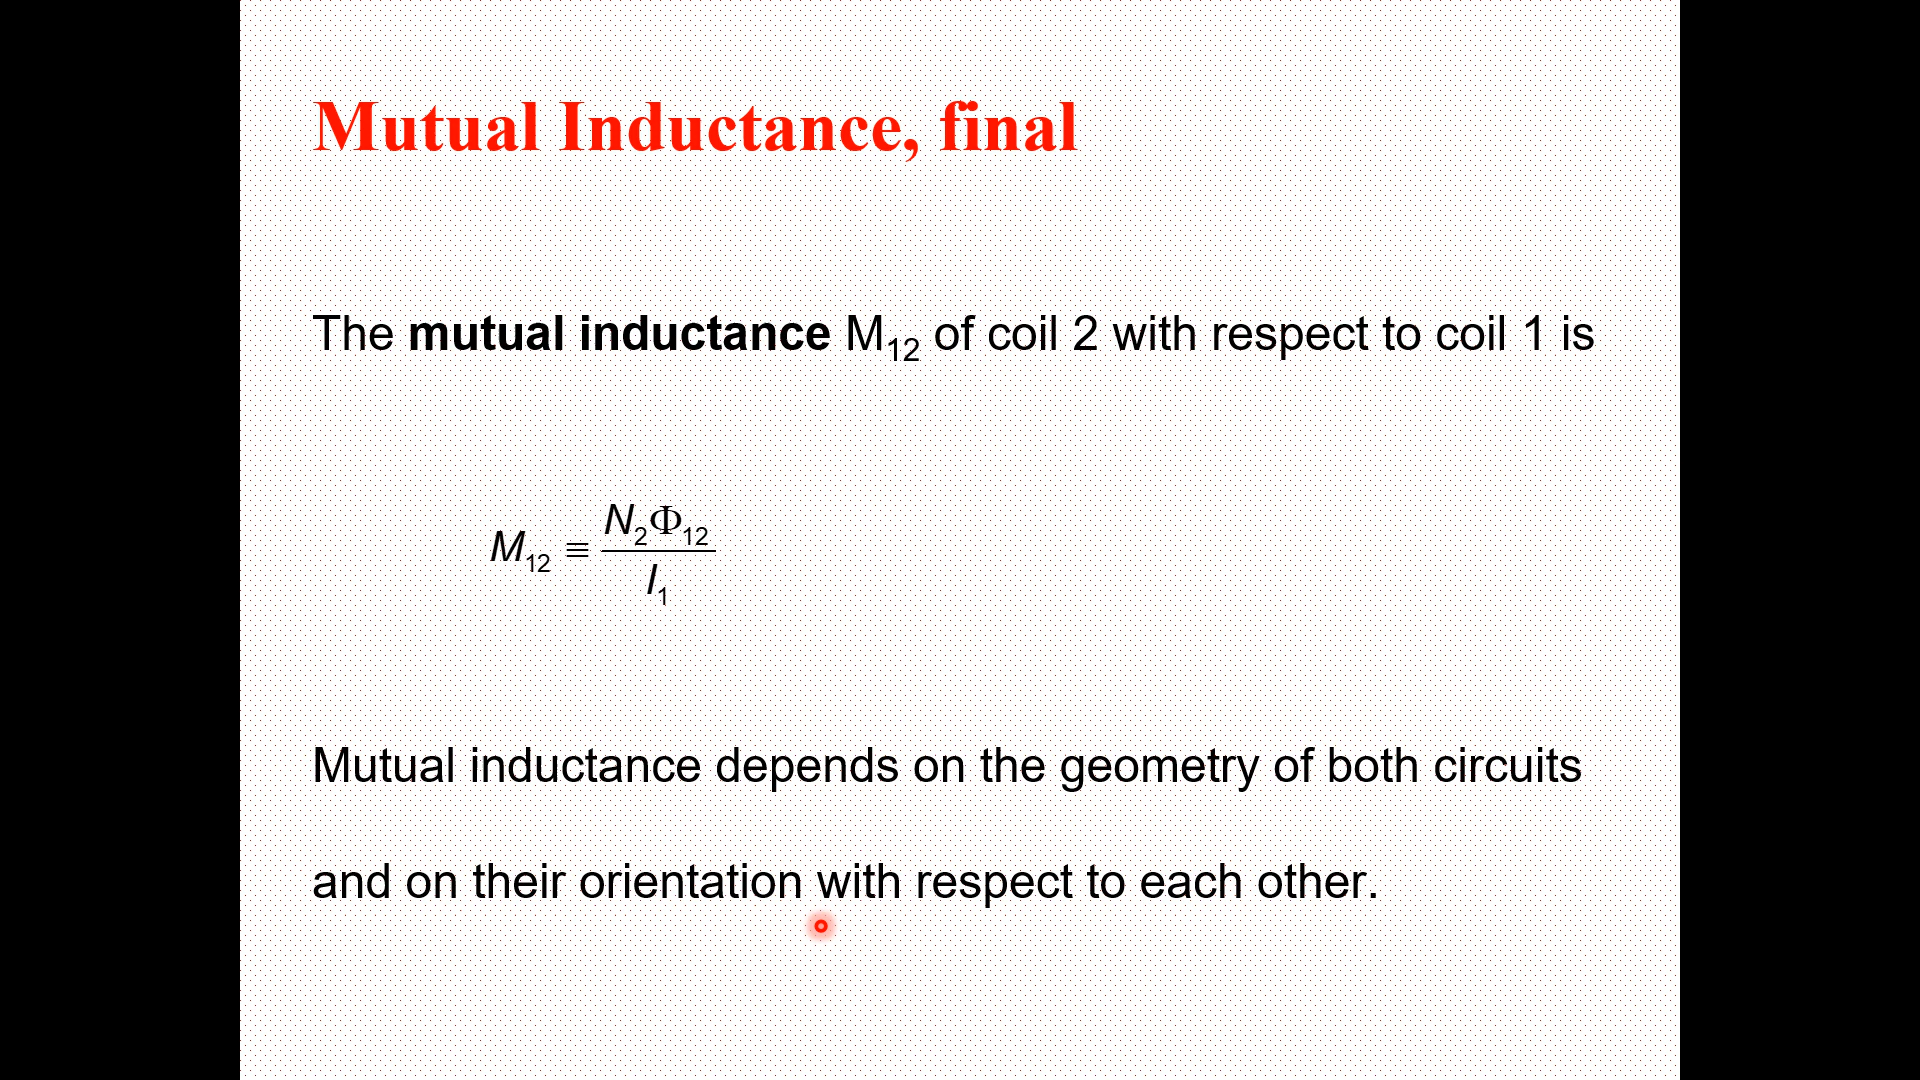 Mutual Inductance, final
The mutual inductance M₁₂ of coil 2 with respect to coil 1 is
M₁₂ ≡ N₂Φ₁₂ / I₁
Mutual inductance depends on the geometry of both circuits
and on their orientation with respect to each other.